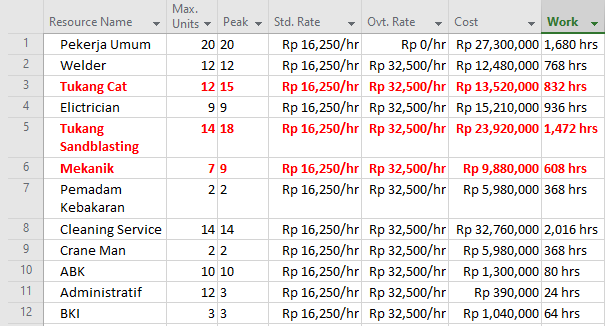 Resource Name Max. Units Peak Std. Rate Ovt. Rate Cost Work
1 Pekerja Umum 20 20 Rp 16,250/hr Rp 0/hr Rp 27,300,000 1,680 hrs
2 Welder 12 12 Rp 16,250/hr Rp 32,500/hr Rp 12,480,000 768 hrs
3 Tukang Cat 12 15 Rp 16,250/hr Rp 32,500/hr Rp 13,520,000 832 hrs
4 Elictrician 9 9 Rp 16,250/hr Rp 32,500/hr Rp 15,210,000 936 hrs
5 Tukang Sandblasting 14 18 Rp 16,250/hr Rp 32,500/hr Rp 23,920,000 1,472 hrs
6 Mekanik 7 9 Rp 16,250/hr Rp 32,500/hr Rp 9,880,000 608 hrs
7 Pemadam Kebakaran 2 2 Rp 16,250/hr Rp 32,500/hr Rp 5,980,000 368 hrs
8 Cleaning Service 14 14 Rp 16,250/hr Rp 32,500/hr Rp 32,760,000 2,016 hrs
9 Crane Man 2 2 Rp 16,250/hr Rp 32,500/hr Rp 5,980,000 368 hrs
10 ABK 10 10 Rp 16,250/hr Rp 32,500/hr Rp 1,300,000 80 hrs
11 Administratif 12 3 Rp 16,250/hr Rp 32,500/hr Rp 390,000 24 hrs
12 BKI 3 3 Rp 16,250/hr Rp 32,500/hr Rp 1,040,000 64 hrs